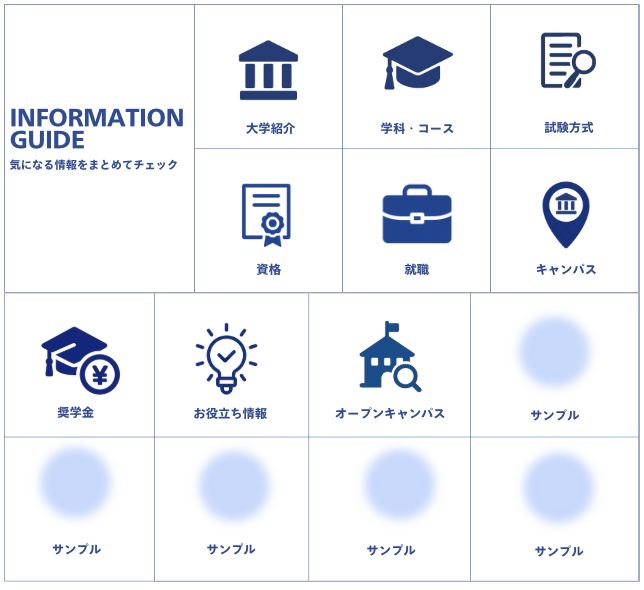 INFORMATION
GUIDE
気になる情報をまとめてチェック
大学紹介
学科・コース
試験方式
資格
就職
キャンパス
¥
奨学金
お役立ち情報
オープンキャンパス
サンプル
サンプル
サンプル
サンプル
サンプル